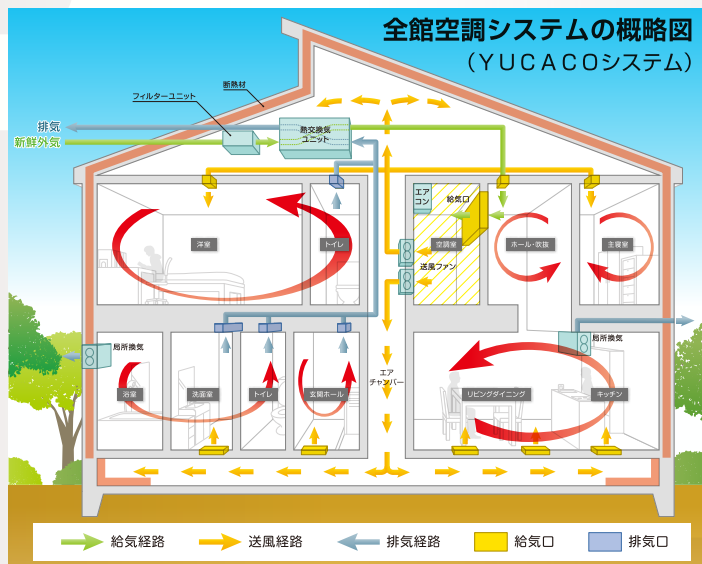 全館空調システムの概略図
（ＹＵＣＡＣＯシステム）
断熱材
フィルターユニット
排気
新鮮外気
熱交換気
ユニット
エア
コン
給気口
洋室
トイレ
空調室
ホール・吹抜
主寝室
送風ファン
局所換気
局所換気
エア
チャンバー
浴室
洗面室
トイレ
玄関ホール
リビングダイニング
キッチン
給気経路
送風経路
排気経路
給気口
排気口